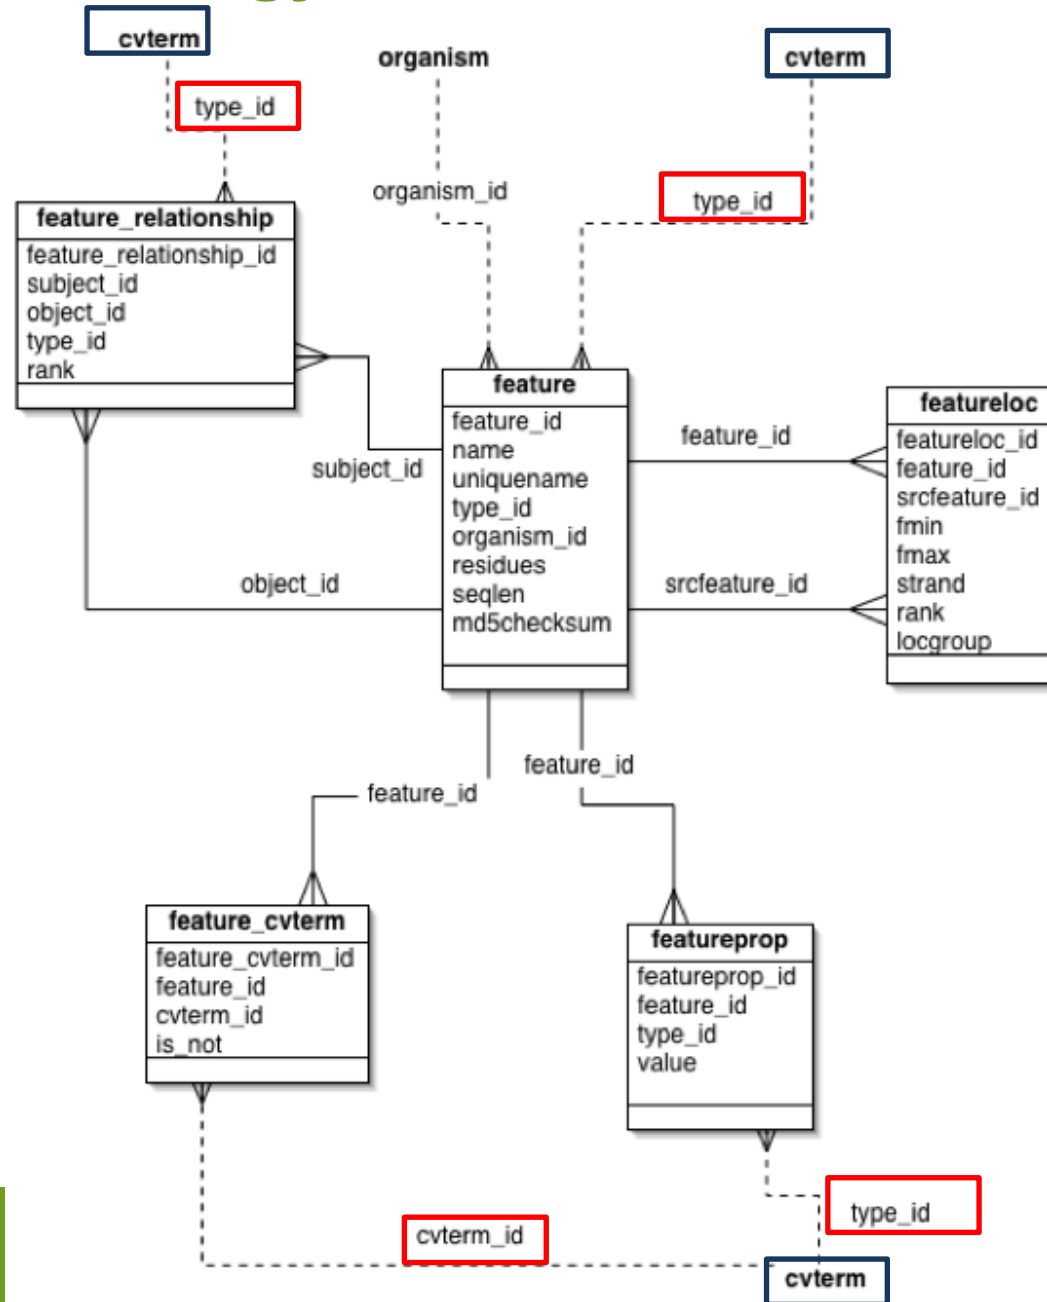 cvterm
organism
cvterm
type_id
organism_id
type_id
feature_relationship
feature_relationship_id
subject_id
object_id
type_id
rank
feature
feature_id
name
uniquename
type_id
organism_id
residues
seqlen
md5checksum
featureloc
featureloc_id
feature_id
srcfeature_id
fmin
fmax
strand
rank
locgroup
subject_id
feature_id
object_id
srcfeature_id
feature_id
feature_id
feature_cvterm
feature_cvterm_id
feature_id
cvterm_id
is_not
featureprop
featureprop_id
feature_id
type_id
value
cvterm_id
type_id
cvterm